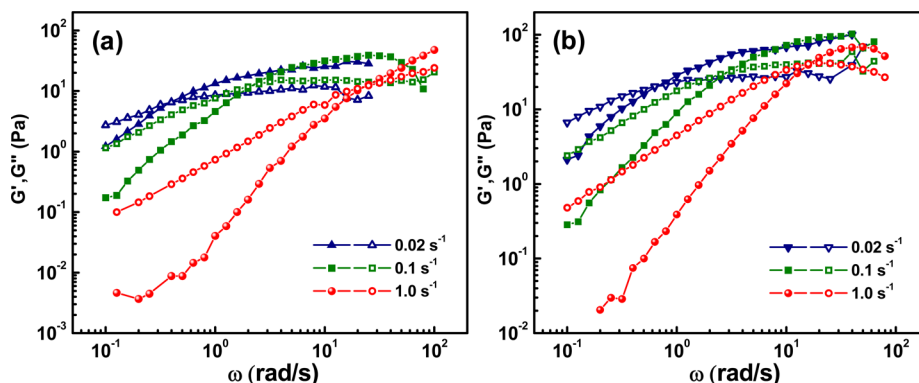 (a)
G',G'' (Pa)
10²
10¹
10⁰
10⁻¹
10⁻²
10⁻³
0.02 s⁻¹
0.1 s⁻¹
1.0 s⁻¹
10⁻¹ 10⁰ 10¹ 10²
ω (rad/s)
(b)
G',G'' (Pa)
10²
10¹
10⁰
10⁻¹
10⁻²
0.02 s⁻¹
0.1 s⁻¹
1.0 s⁻¹
10⁻¹ 10⁰ 10¹ 10²
ω (rad/s)